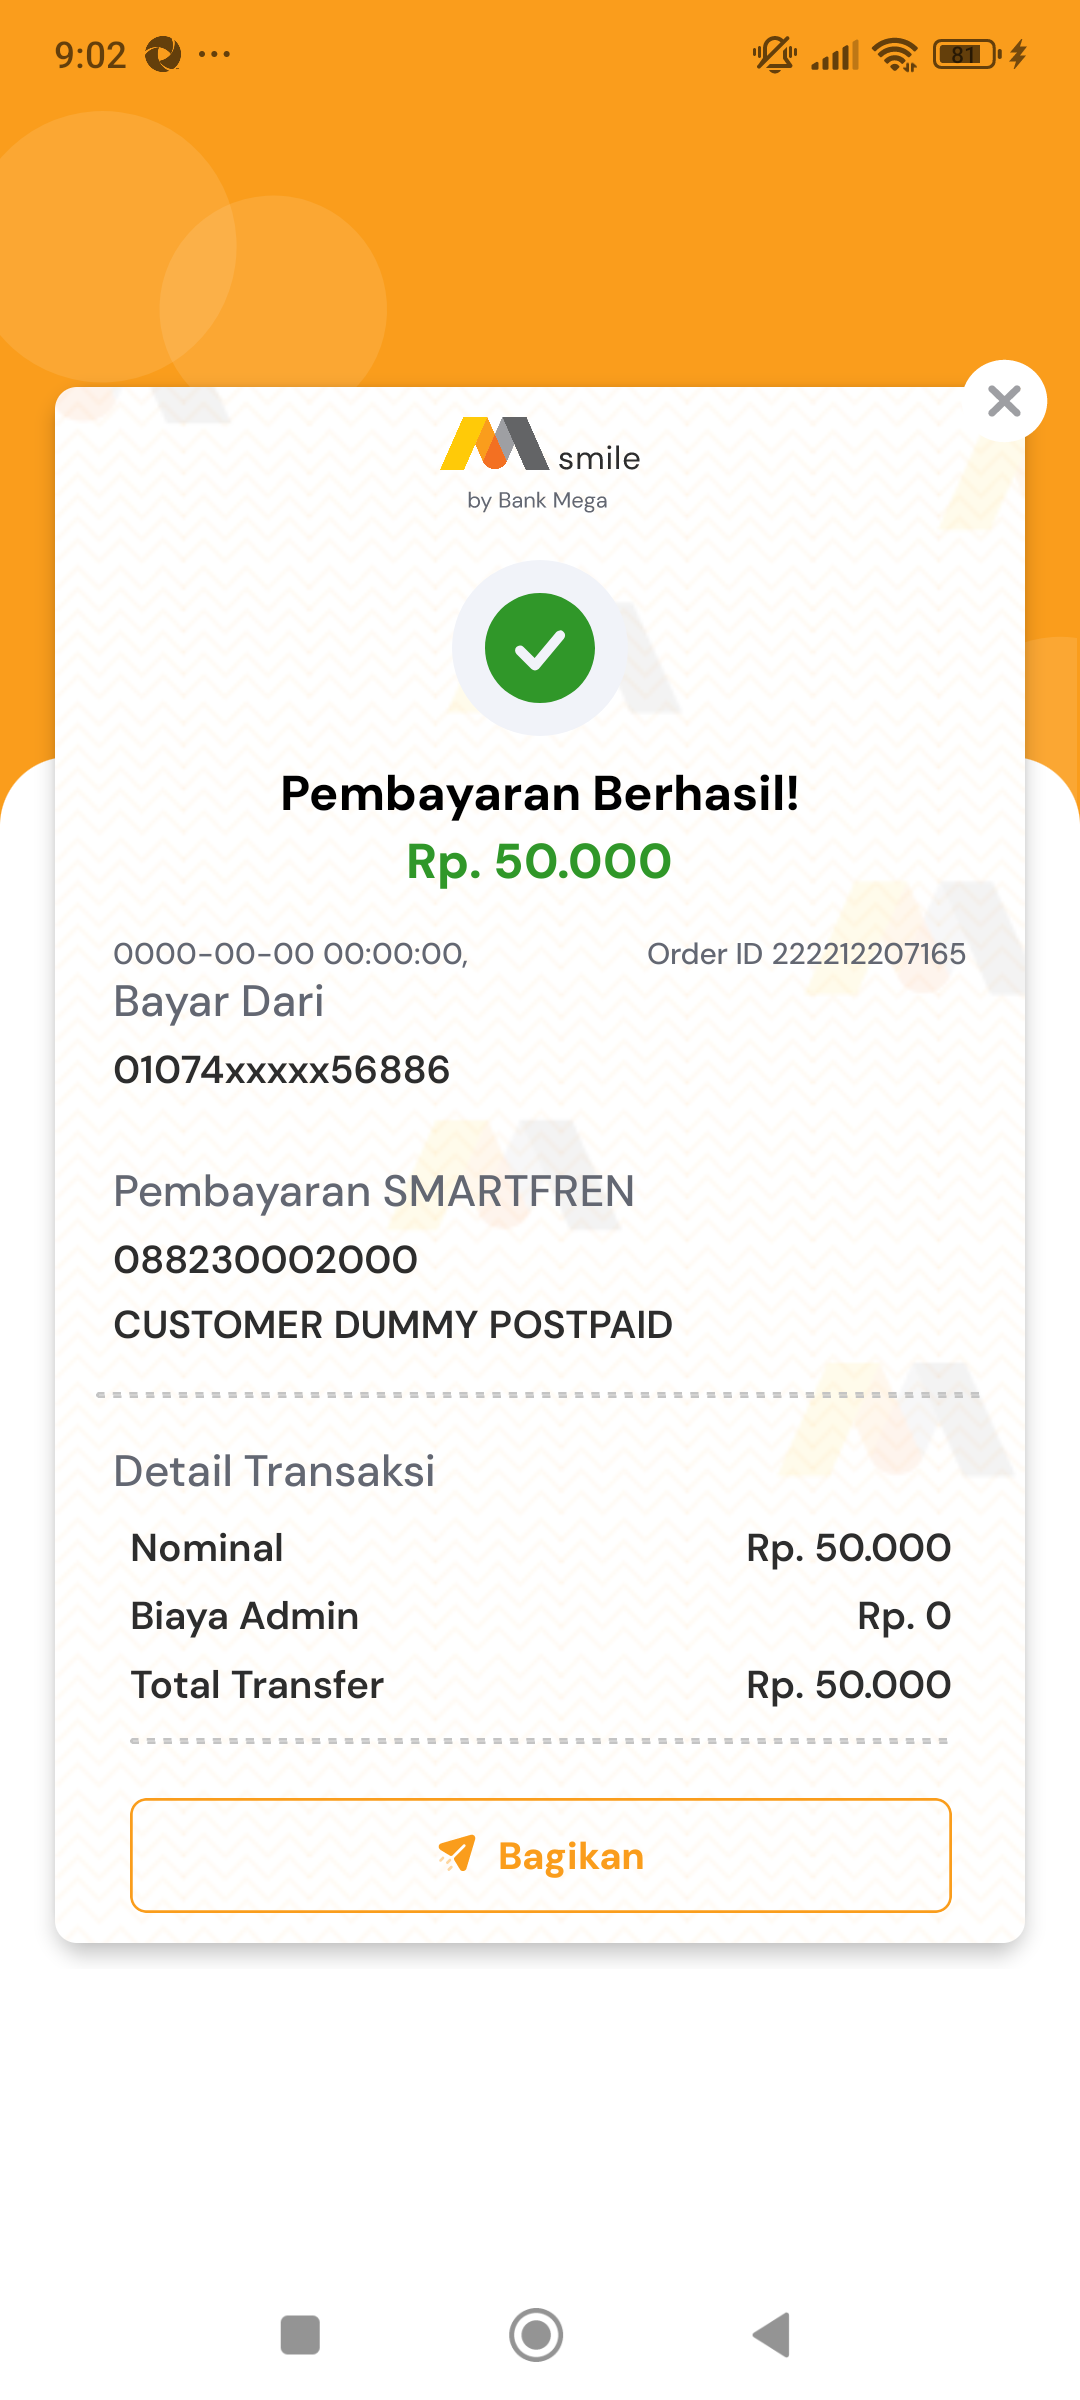 9:02
81
smile
by Bank Mega
Pembayaran Berhasil!
Rp. 50.000
0000-00-00 00:00:00, Order ID 222212207165
Bayar Dari
01074xxxxx56886
Pembayaran SMARTFREN
088230002000
CUSTOMER DUMMY POSTPAID
Detail Transaksi
Nominal Rp. 50.000
Biaya Admin Rp. 0
Total Transfer Rp. 50.000
Bagikan